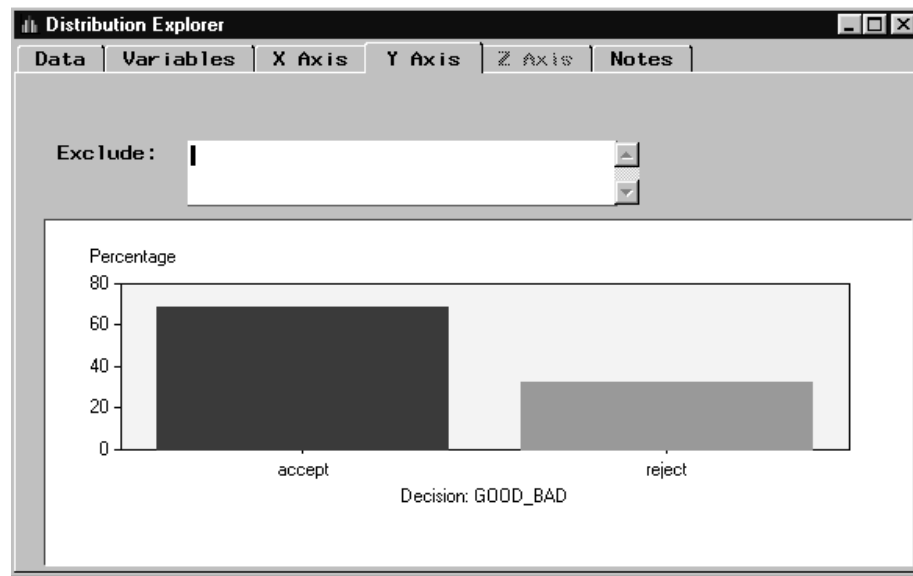 Distribution Explorer
Data Variables X Axis Y Axis Z Axis Notes
Exclude:
Percentage
80
60
40
20
0
accept reject
Decision: GOOD_BAD